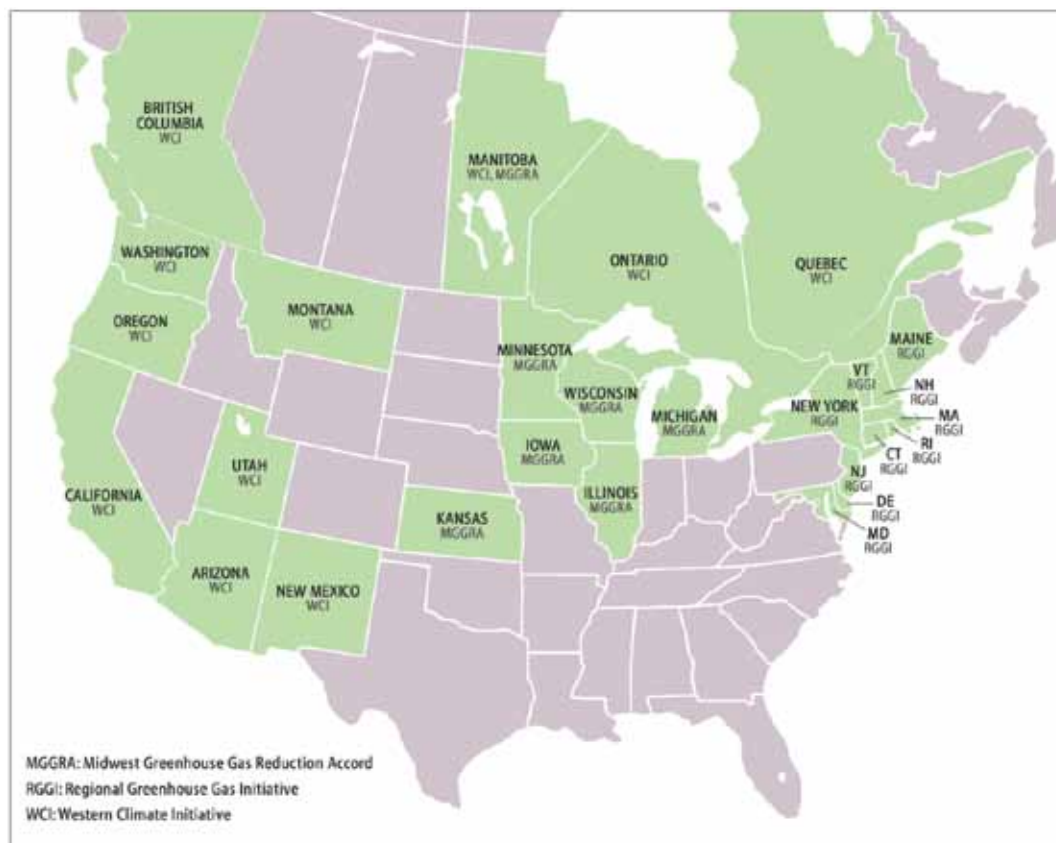 BRITISH
COLUMBIA
WCI
MANITOBA
WCI, MGGRA
WASHINGTON
WCI
ONTARIO
WCI
QUEBEC
WCI
MONTANA
WCI
OREGON
WCI
MAINE
RGGI
MINNESOTA
MGGRA
VT
RGGI
NH
RGGI
WISCONSIN
MGGRA
MICHIGAN
MGGRA
NEW YORK
RGGI
MA
RGGI
RI
RGGI
IOWA
MGGRA
CT
RGGI
UTAH
WCI
NJ
RGGI
CALIFORNIA
WCI
ILLINOIS
MGGRA
DE
RGGI
KANSAS
MGGRA
MD
RGGI
ARIZONA
WCI
NEW MEXICO
WCI
MGGRA: Midwest Greenhouse Gas Reduction Accord
RGGI: Regional Greenhouse Gas Initiative
WCI: Western Climate Initiative